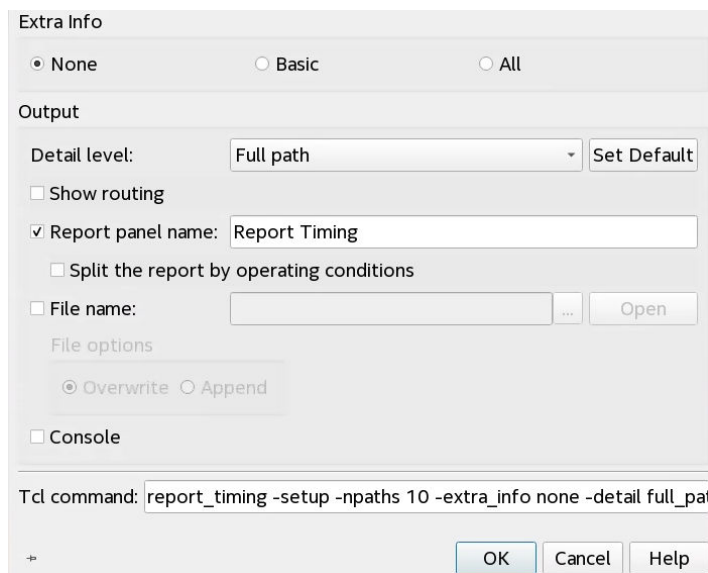 Extra Info
None Basic All
Output
Detail level: Full path Set Default
Show routing
Report panel name: Report Timing
Split the report by operating conditions
File name: ... Open
File options
Overwrite Append
Console
Tcl command: report_timing -setup -npaths 10 -extra_info none -detail full_pat
OK Cancel Help